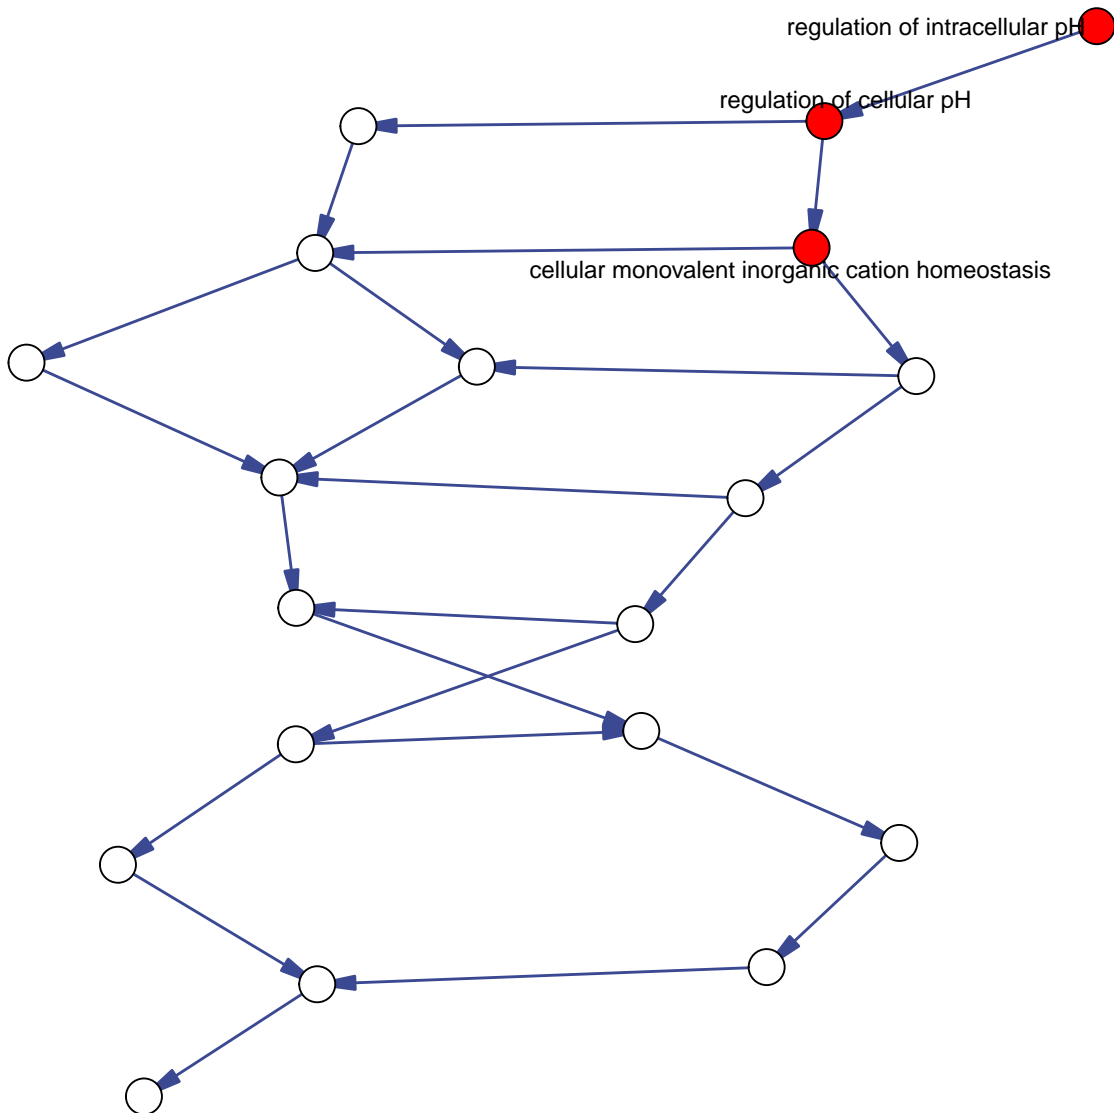 regulation of intracellular pH
regulation of cellular pH
cellular monovalent inorganic cation homeostasis